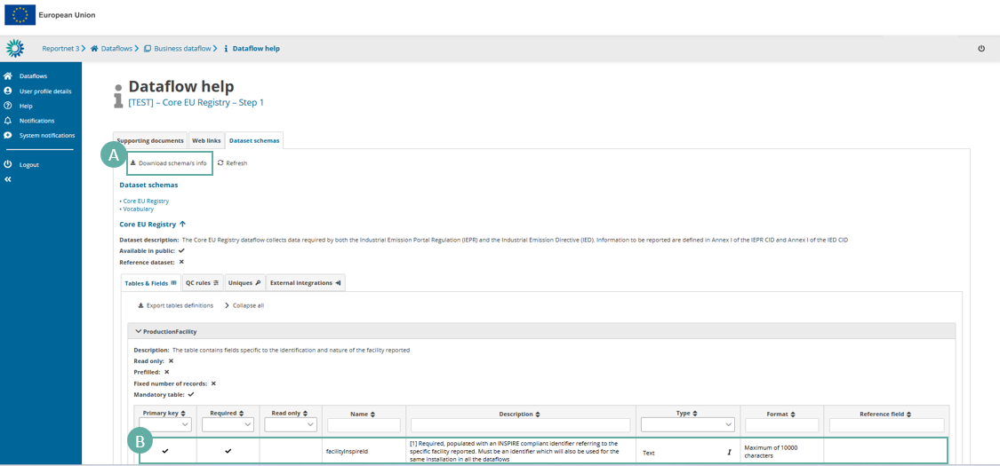 European Union
Reportnet 3 > Dataflows > Business dataflow > Dataflow help
Dataflows
User profile details
Help
Notifications
System notifications
Logout
Dataflow help
[TEST] – Core EU Registry – Step 1
Supporting documents Web links Dataset schemas
A
Download schema/s info Refresh
Dataset schemas
• Core EU Registry
• Vocabulary
Core EU Registry
Dataset description: The Core EU Registry dataflow collects data required by both the Industrial Emission Portal Regulation (IEPR) and the Industrial Emission Directive (IED). Information to be reported are defined in Annex I of the IEPR CID and Annex I of the IED CID
Available in public:
Reference dataset:
Tables & Fields QC rules Uniques External integrations
Export tables definitions Collapse all
ProductionFacility
Description: The table contains fields specific to the identification and nature of the facility reported
Read only:
Prefilled:
Fixed number of records:
Mandatory table:
Primary key Required Read only Name Description Type Format Reference field
B
facilityInspireId
[1] Required, populated with an INSPIRE compliant identifier referring to the
specific facility reported. Must be an identifier which will also be used for the
same installation in all the dataflows
Text
Maximum of 10000
characters